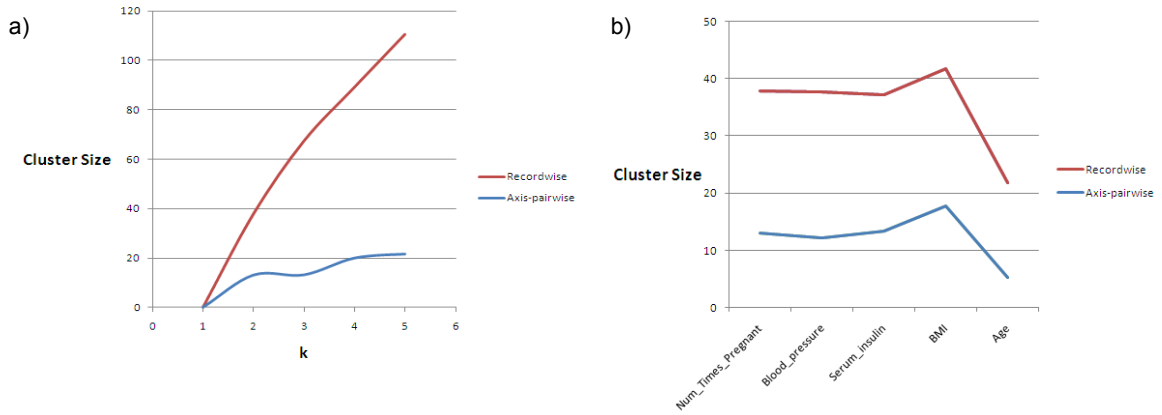 a)
120
100
80
60
40
20
0
Cluster Size
0 1 2 3 4 5 6
k
Recordwise
Axis-pairwise
b)
50
40
30
20
10
0
Cluster Size
Num_Times_Pregnant
Blood_pressure
Serum_insulin
BMI
Age
Recordwise
Axis-pairwise